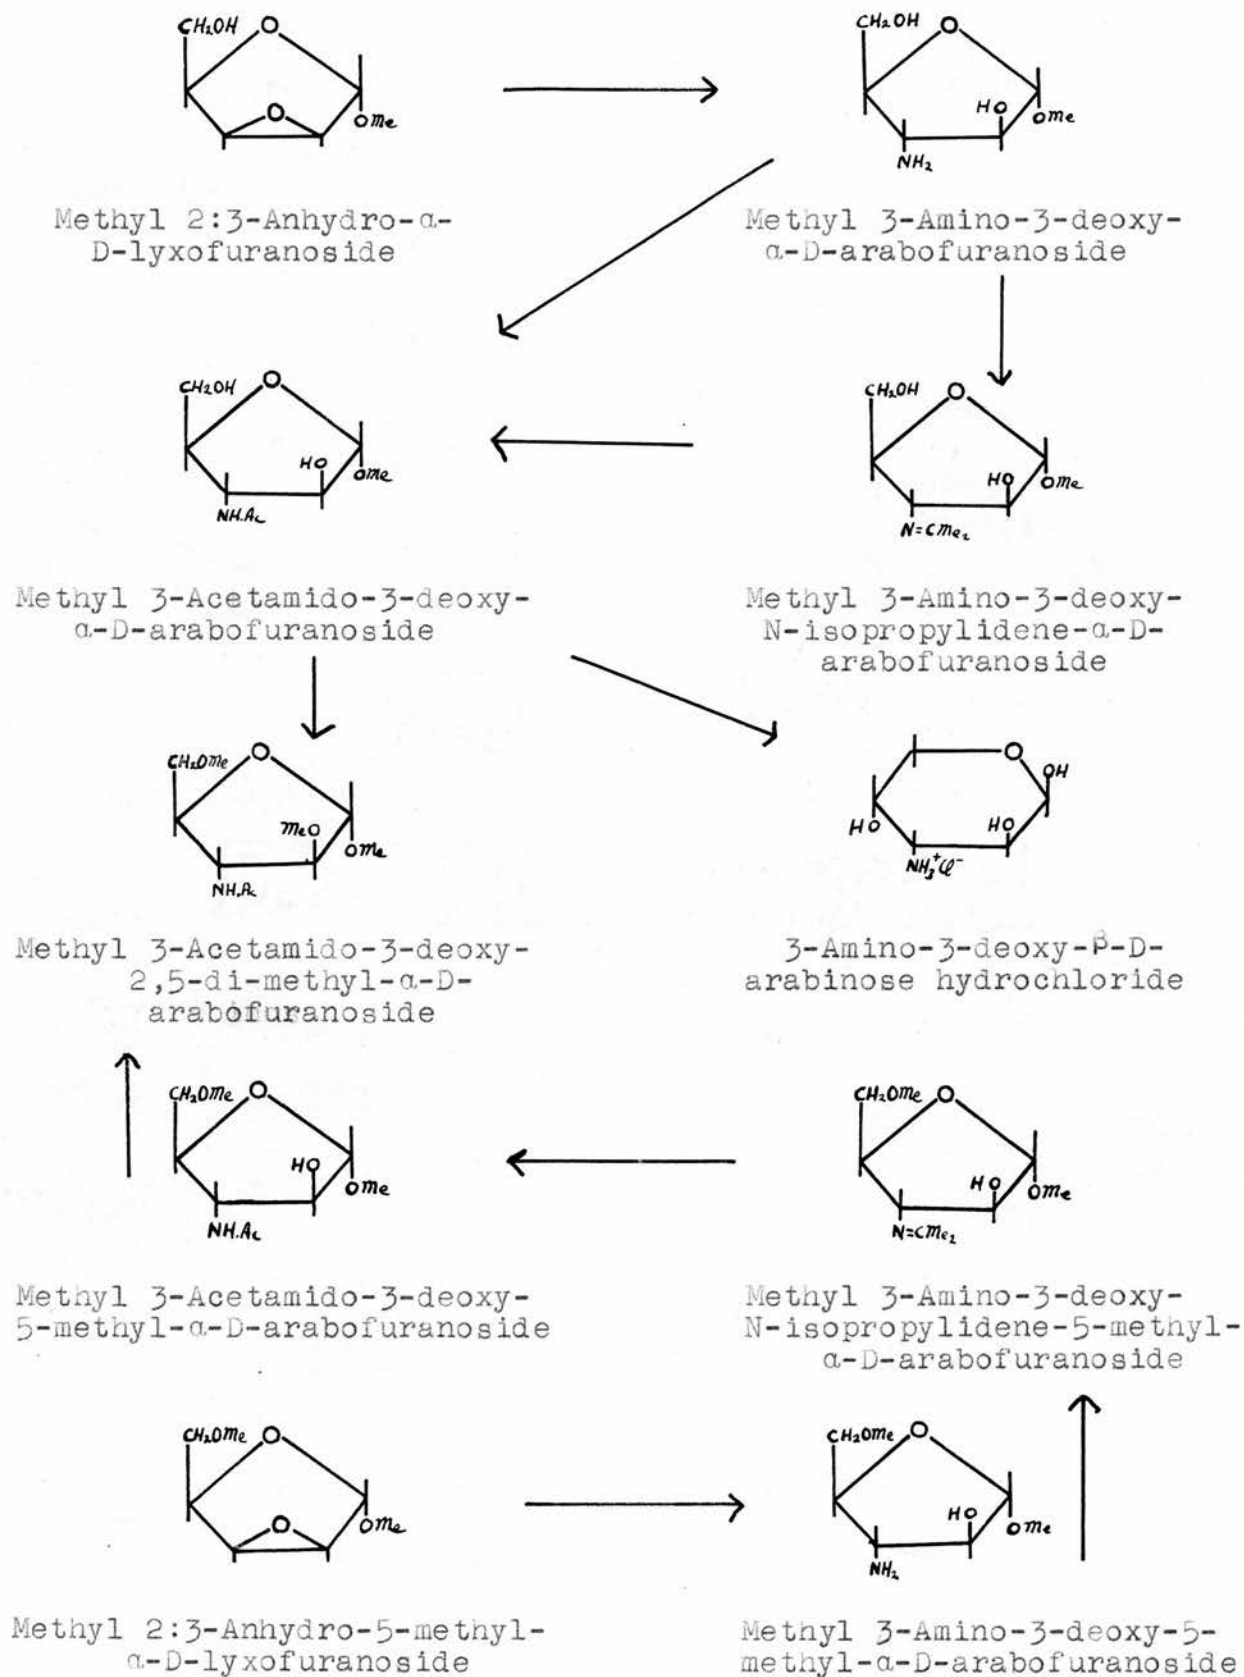 CH₂OH O
O OMe
CH₂OH O
HO OMe
NH₂
Methyl 2:3-Anhydro-α-
D-lyxofuranoside
Methyl 3-Amino-3-deoxy-
α-D-arabofuranoside
CH₂OH O
HO OMe
NH.Ac
CH₂OH O
HO OMe
N=CMe₂
Methyl 3-Acetamido-3-deoxy-
α-D-arabofuranoside
Methyl 3-Amino-3-deoxy-
N-isopropylidene-α-D-
arabofuranoside
CH₂OMe O
MeO OMe
NH.Ac
O
OH
HO HO
NH₃⁺Cl⁻
Methyl 3-Acetamido-3-deoxy-
2,5-di-methyl-α-D-
arabofuranoside
3-Amino-3-deoxy-β-D-
arabinose hydrochloride
CH₂OMe O
HO OMe
NH.Ac
CH₂OMe O
HO OMe
N=CMe₂
Methyl 3-Acetamido-3-deoxy-
5-methyl-α-D-arabofuranoside
Methyl 3-Amino-3-deoxy-
N-isopropylidene-5-methyl-
α-D-arabofuranoside
CH₂OMe O
O OMe
CH₂OMe O
HO OMe
NH₂
Methyl 2:3-Anhydro-5-methyl-
α-D-lyxofuranoside
Methyl 3-Amino-3-deoxy-5-
methyl-α-D-arabofuranoside